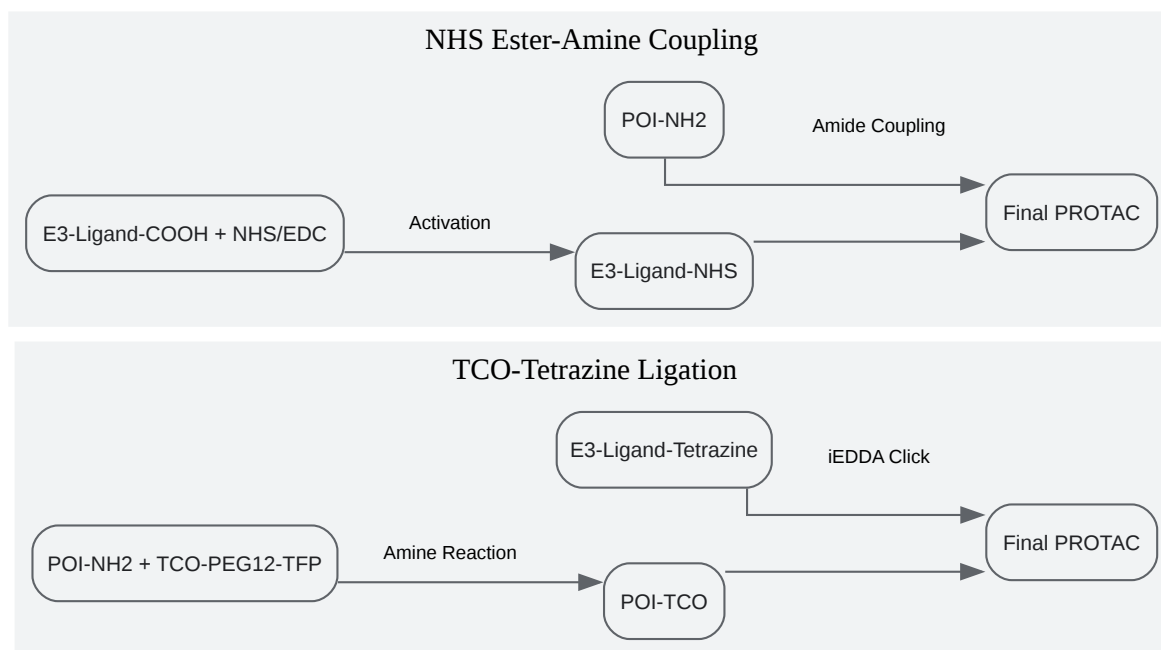 NHS Ester-Amine Coupling
POI-NH2
Amide Coupling
Final PROTAC
E3-Ligand-COOH + NHS/EDC
Activation
E3-Ligand-NHS
TCO-Tetrazine Ligation
E3-Ligand-Tetrazine
iEDDA Click
Final PROTAC
POI-NH2 + TCO-PEG12-TFP
Amine Reaction
POI-TCO